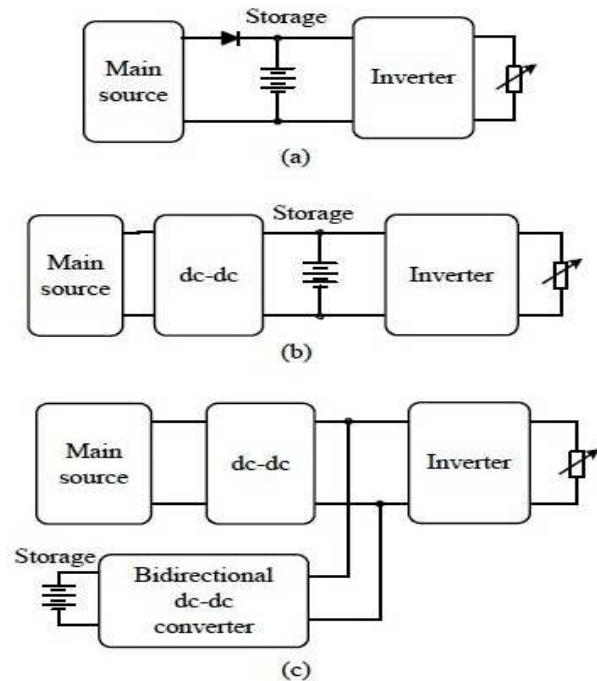 Storage
Main
source
Inverter
(a)
Storage
Main
source
dc-dc
Inverter
(b)
Main
source
dc-dc
Inverter
Storage
Bidirectional
dc-dc
converter
(c)